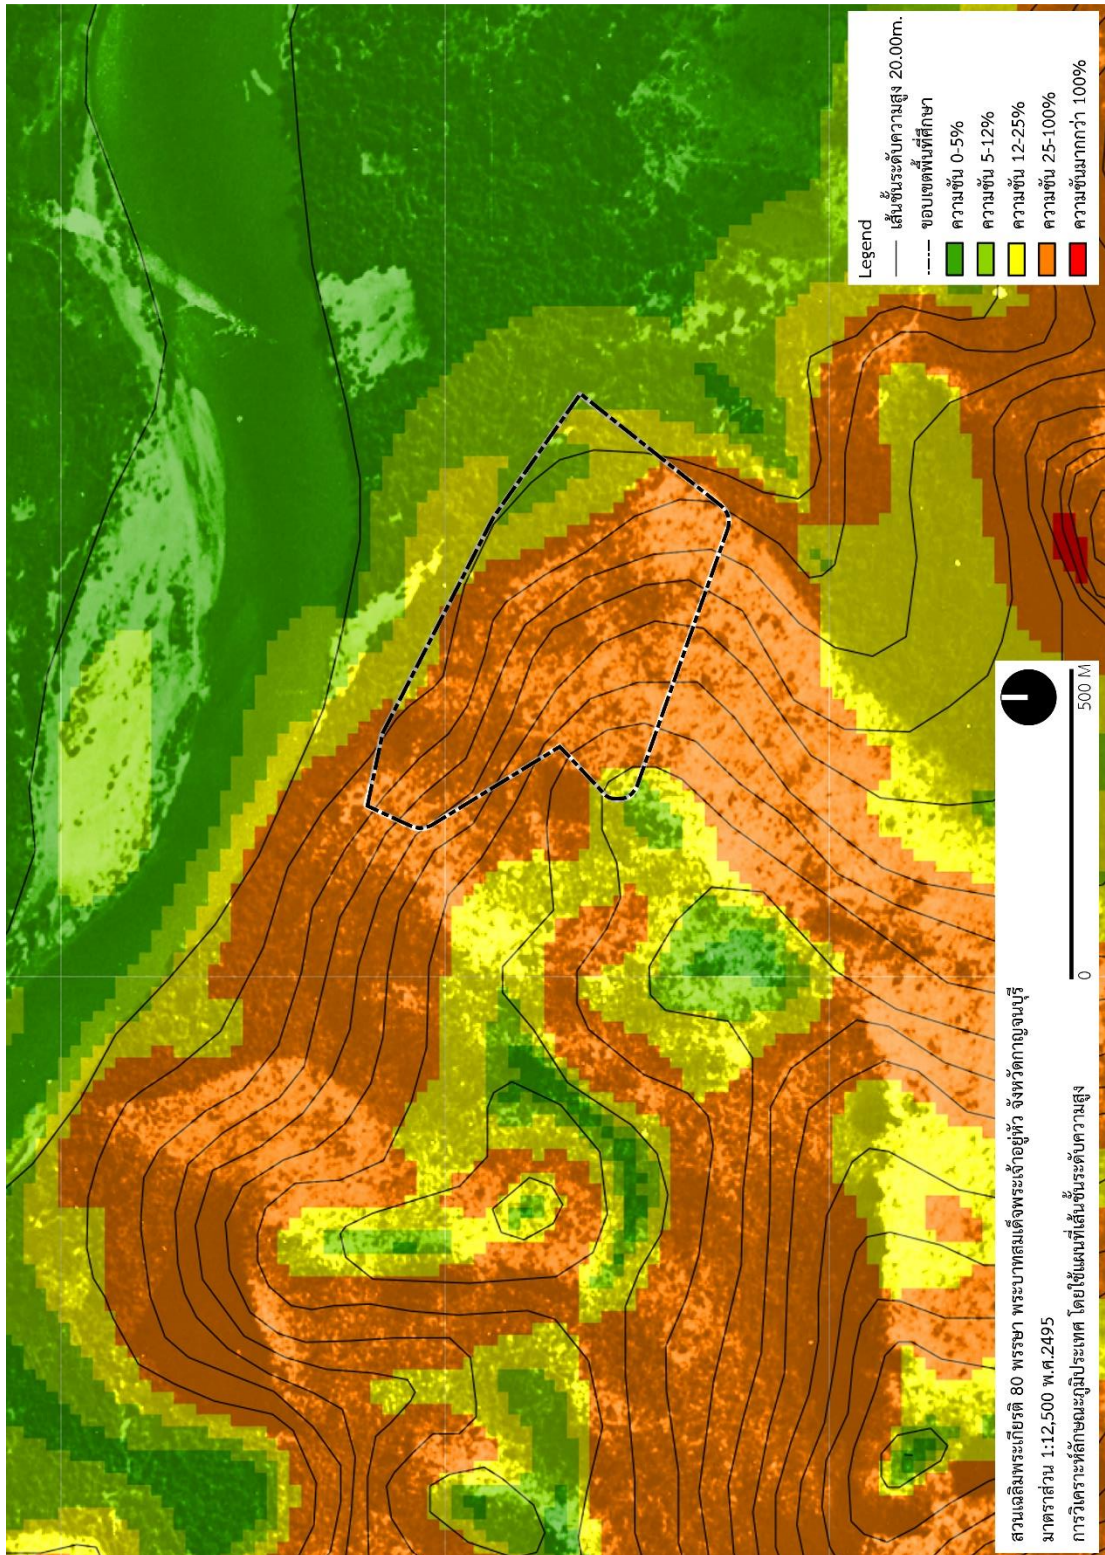 Legend
เส้นชั้นระดับความสูง 20.00m.
ขอบเขตพื้นที่ศึกษา
ความชัน 0-5%
ความชัน 5-12%
ความชัน 12-25%
ความชัน 25-100%
ความชันมากกว่า 100%
สวนเฉลิมพระเกียรติ 80 พรรษา พระบาทสมเด็จพระเจ้าอยู่หัว จังหวัดกาญจนบุรี
มาตราส่วน 1:12,500 พ.ศ.2495
การวิเคราะห์ลักษณะภูมิประเทศ โดยใช้แผนที่เส้นชั้นระดับความสูง
0 500 M